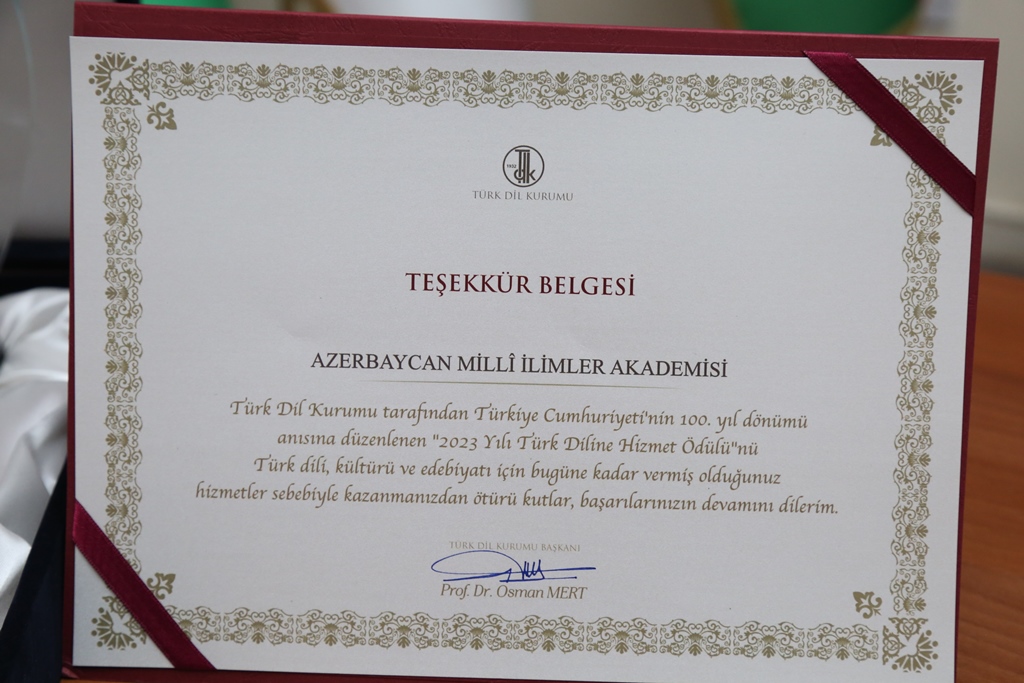 1932
TDK
TÜRK DİL KURUMU
TEŞEKKÜR BELGESİ
AZERBAYCAN MİLLÎ İLİMLER AKADEMİSİ
Türk Dil Kurumu tarafından Türkiye Cumhuriyeti'nin 100. yıl dönümü
anısına düzenlenen "2023 Yılı Türk Diline Hizmet Ödülü"nü
Türk dili, kültürü ve edebiyatı için bugüne kadar vermiş olduğunuz
hizmetler sebebiyle kazanmanızdan ötürü kutlar, başarılarınızın devamını dilerim.
TÜRK DİL KURUMU BAŞKANI
Prof. Dr. Osman MERT